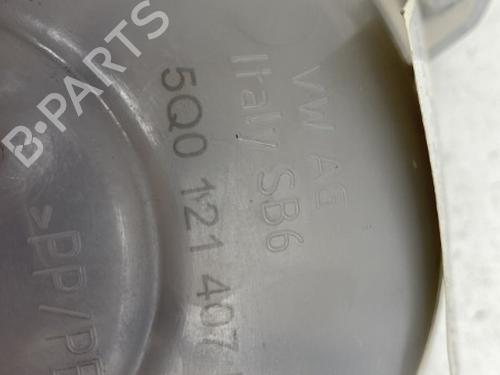 B-PARTS
VW AG
Italy SB6
5Q0 121 407
>PP/PE